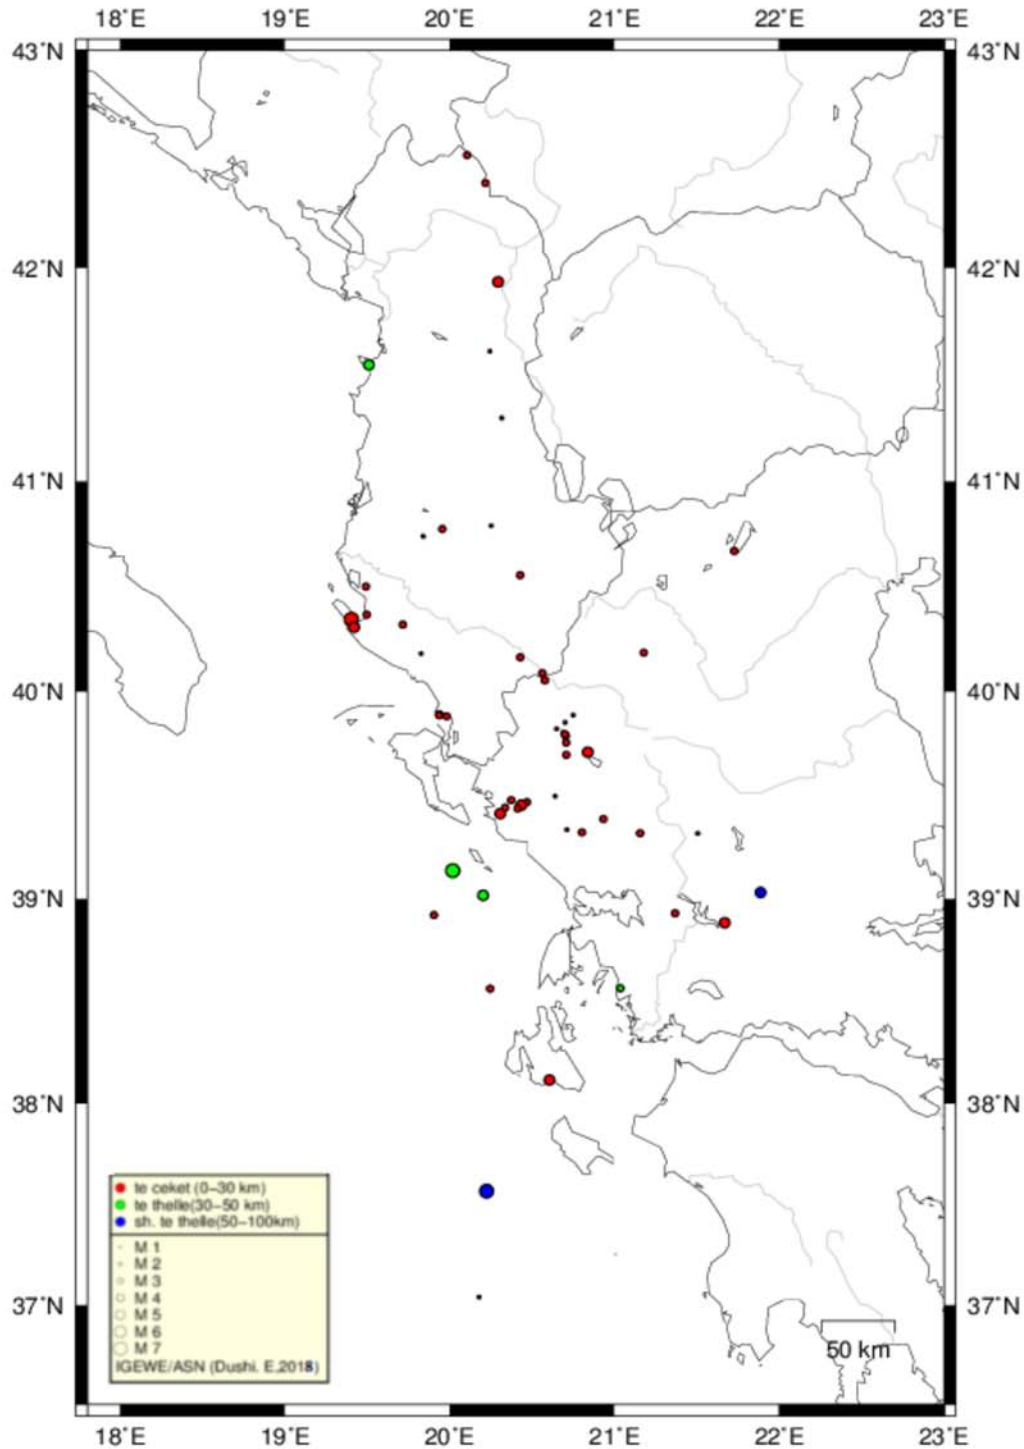 18°E 19°E 20°E 21°E 22°E 23°E
43°N 43°N
42°N 42°N
41°N 41°N
40°N 40°N
39°N 39°N
38°N 38°N
37°N 37°N
te ceket (0–30 km)
te thelle(30–50 km)
sh. te thelle(50–100km)
M 1
M 2
M 3
M 4
M 5
M 6
M 7
IGEWE/ASN (Dushi. E,2018)
50 km
18°E 19°E 20°E 21°E 22°E 23°E